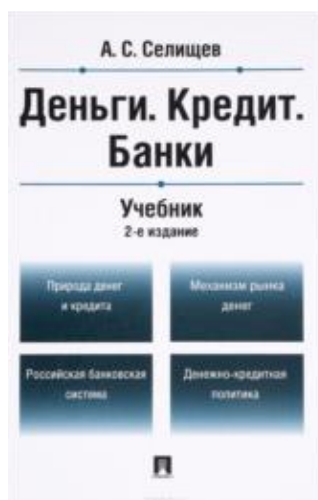 А. С. Селищев
Деньги. Кредит.
Банки
Учебник
2-е издание
Природа денег
и кредита
Механизм рынка
денег
Российская банковская
система
Денежно-кредитная
политика